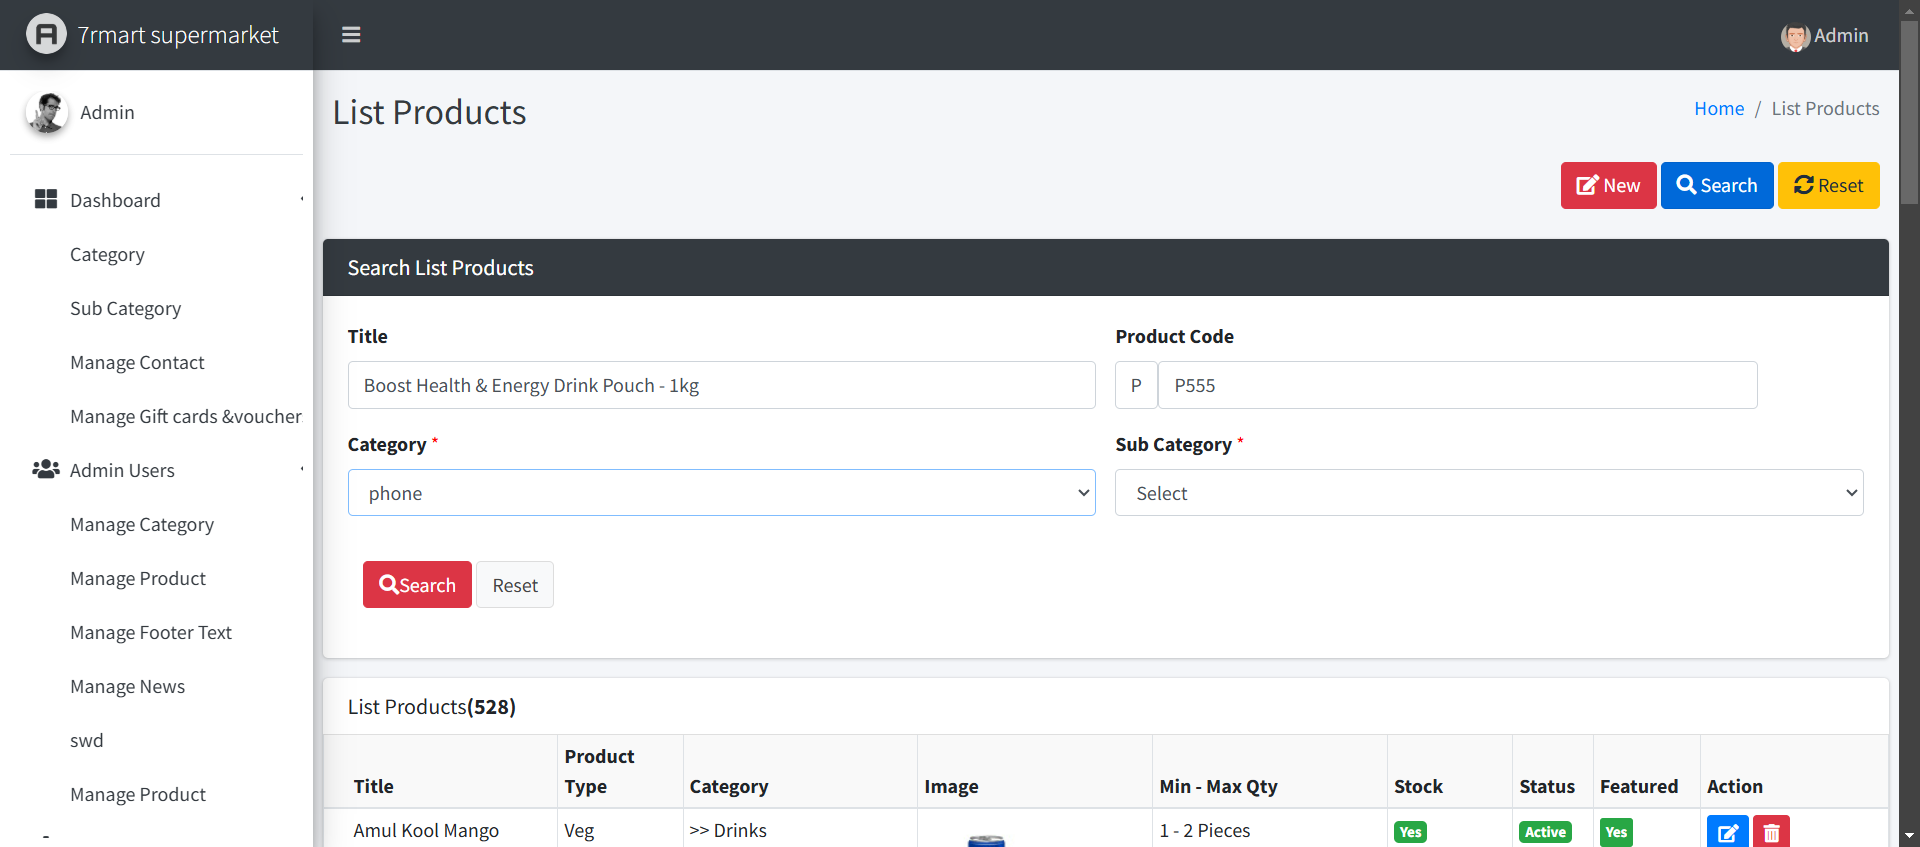 7rmart supermarket
Admin
Admin
Dashboard
Category
Sub Category
Manage Contact
Manage Gift cards &voucher
Admin Users
Manage Category
Manage Product
Manage Footer Text
Manage News
swd
Manage Product
List Products
Home / List Products
New Search Reset
Search List Products
Title Product Code
Boost Health & Energy Drink Pouch - 1kg P P555
Category * Sub Category *
phone Select
Search Reset
List Products(528)
Title Product Type Category Image Min - Max Qty Stock Status Featured Action
Amul Kool Mango Veg >> Drinks 1 - 2 Pieces Yes Active Yes